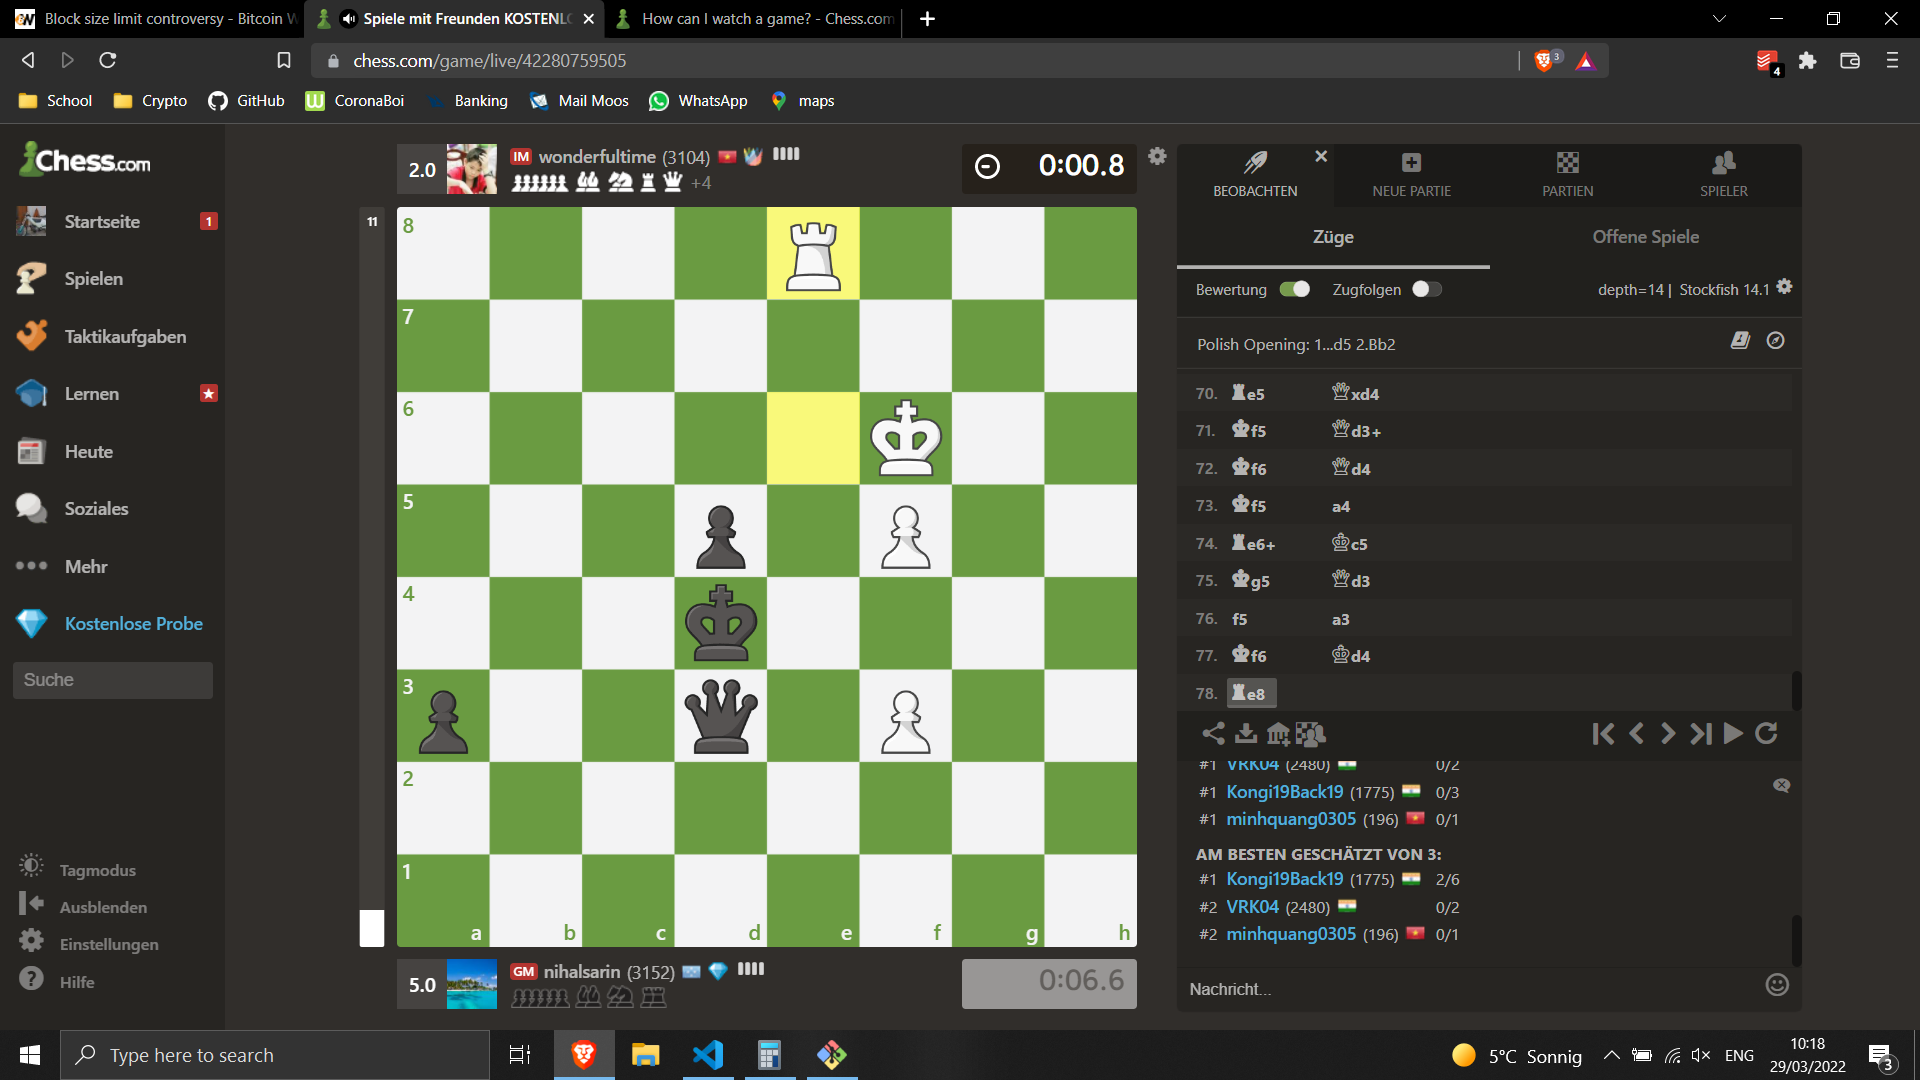 Block size limit controversy - Bitcoin W
Spiele mit Freunden KOSTENLO
How can I watch a game? - Chess.com
chess.com/game/live/42280759505
3
4
School
Crypto
GitHub
CoronaBoi
Banking
Mail Moos
WhatsApp
maps
Chess.com
Startseite
1
Spielen
Taktikaufgaben
Lernen
Heute
Soziales
Mehr
Kostenlose Probe
Suche
Tagmodus
Ausblenden
Einstellungen
Hilfe
2.0
IM wonderfultime (3104)
+4
0:00.8
11
8
7
6
5
4
3
2
1
a b c d e f g h
5.0
GM nihalsarin (3152)
0:06.6
BEOBACHTEN
NEUE PARTIE
PARTIEN
SPIELER
Züge
Offene Spiele
Bewertung
Zugfolgen
depth=14 | Stockfish 14.1
Polish Opening: 1...d5 2.Bb2
70. e5 xd4
71. f5 d3+
72. f6 d4
73. f5 a4
74. e6+ c5
75. g5 d3
76. f5 a3
77. f6 d4
78. e8
#1 VRK04 (2480) 0/2
#1 Kongi19Back19 (1775) 0/3
#1 minhquang0305 (196) 0/1
AM BESTEN GESCHÄTZT VON 3:
#1 Kongi19Back19 (1775) 2/6
#2 VRK04 (2480) 0/2
#2 minhquang0305 (196) 0/1
Nachricht...
Type here to search
5°C Sonnig
ENG
10:18
29/03/2022
3